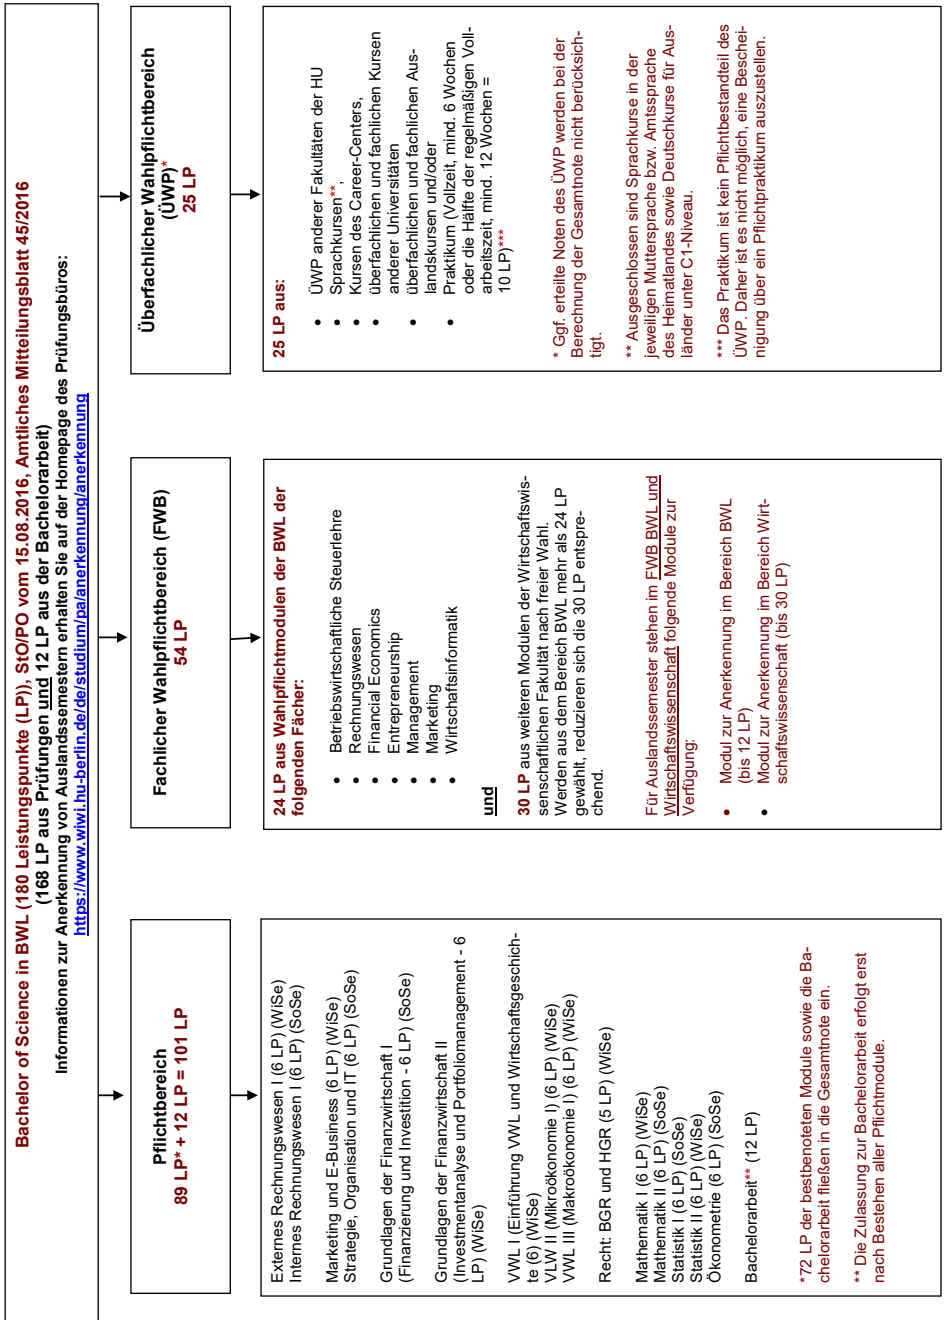 Bachelor of Science in BWL (180 Leistungspunkte (LP)), StO/PO vom 15.08.2016, Amtliches Mitteilungsblatt 45/2016
(168 LP aus Prüfungen und 12 LP aus der Bachelorarbeit)
Informationen zur Anerkennung von Auslandssemestern erhalten Sie auf der Homepage des Prüfungsbüros:
https://www.wiwi.hu-berlin.de/de/studium/pa/anerkennung/anerkennung
Pflichtbereich
89 LP* + 12 LP = 101 LP
Externes Rechnungswesen I (6 LP) (WiSe)
Internes Rechnungswesen I (6 LP) (SoSe)
Marketing und E-Business (6 LP) (WiSe)
Strategie, Organisation und IT (6 LP) (SoSe)
Grundlagen der Finanzwirtschaft I
(Finanzierung und Investition - 6 LP) (SoSe)
Grundlagen der Finanzwirtschaft II
(Investmentanalyse und Portfoliomanagement - 6
LP) (WiSe)
VWL I (Einführung VWL und Wirtschaftsgeschich-
te (6) (WiSe)
VLW II (Mikroökonomie I) (6 LP) (WiSe)
VWL III (Makroökonomie I) (6 LP) (WiSe)
Recht: BGR und HGR (5 LP) (WiSe)
Mathematik I (6 LP) (WiSe)
Mathematik II (6 LP) (SoSe)
Statistik I (6 LP) (SoSe)
Statistik II (6 LP) (WiSe)
Ökonometrie (6 LP) (SoSe)
Bachelorarbeit** (12 LP)
*72 LP der bestbenoteten Module sowie die Ba-
chelorarbeit fließen in die Gesamtnote ein.
** Die Zulassung zur Bachelorarbeit erfolgt erst
nach Bestehen aller Pflichtmodule.
Fachlicher Wahlpflichtbereich (FWB)
54 LP
24 LP aus Wahlpflichtmodulen der BWL der
folgenden Fächer:
• Betriebswirtschaftliche Steuerlehre
• Rechnungswesen
• Financial Economics
• Entrepreneurship
• Management
• Marketing
• Wirtschaftsinformatik
und
30 LP aus weiteren Modulen der Wirtschaftswis-
senschaftlichen Fakultät nach freier Wahl.
Werden aus dem Bereich BWL mehr als 24 LP
gewählt, reduzieren sich die 30 LP entspre-
chend.
Für Auslandssemester stehen im FWB BWL und
Wirtschaftswissenschaft folgende Module zur
Verfügung:
• Modul zur Anerkennung im Bereich BWL
(bis 12 LP)
• Modul zur Anerkennung im Bereich Wirt-
schaftswissenschaft (bis 30 LP)
Überfachlicher Wahlpflichtbereich
(ÜWP)*
25 LP
25 LP aus:
• ÜWP anderer Fakultäten der HU
• Sprachkursen**,
• Kursen des Career-Centers,
• überfachlichen und fachlichen Kursen
anderer Universitäten
• überfachlichen und fachlichen Aus-
landskursen und/oder
• Praktikum (Vollzeit, mind. 6 Wochen
oder die Hälfte der regelmäßigen Voll-
arbeitszeit, mind. 12 Wochen =
10 LP)***
* Ggf. erteilte Noten des ÜWP werden bei der
Berechnung der Gesamtnote nicht berücksich-
tigt.
** Ausgeschlossen sind Sprachkurse in der
jeweiligen Muttersprache bzw. Amtssprache
des Heimatlandes sowie Deutschkurse für Aus-
länder unter C1-Niveau.
*** Das Praktikum ist kein Pflichtbestandteil des
ÜWP. Daher ist es nicht möglich, eine Beschei-
nigung über ein Pflichtpraktikum auszustellen.